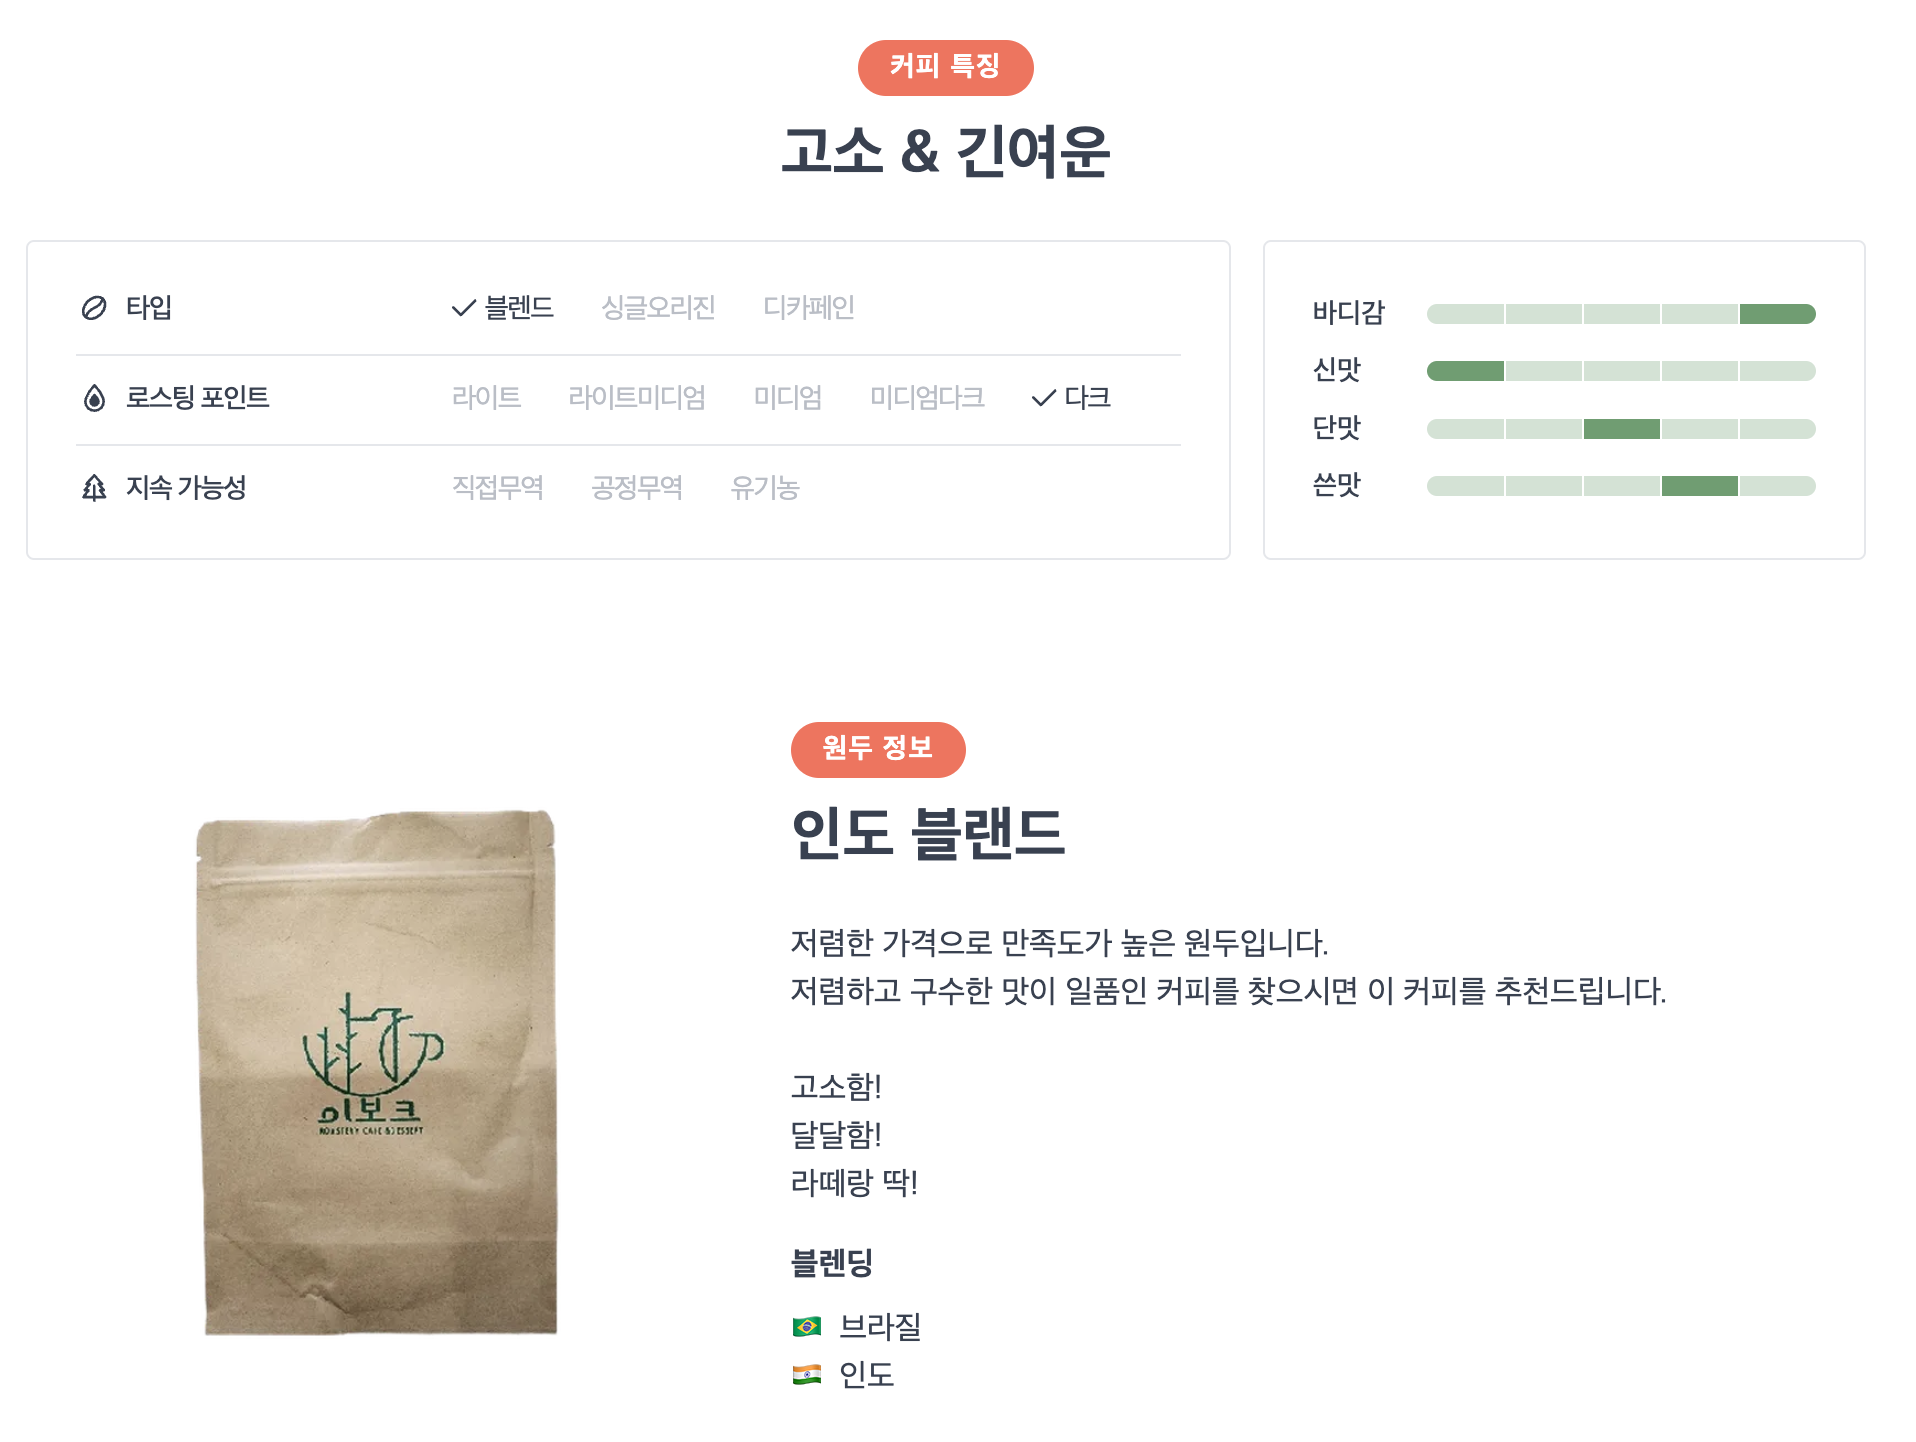 커피 특징
고소 & 긴여운
타입 블렌드 싱글오리진 디카페인
로스팅 포인트 라이트 라이트미디엄 미디엄 미디엄다크 다크
지속 가능성 직접무역 공정무역 유기농
바디감
신맛
단맛
쓴맛
원두 정보
인도 블랜드
저렴한 가격으로 만족도가 높은 원두입니다.
저렴하고 구수한 맛이 일품인 커피를 찾으시면 이 커피를 추천드립니다.
고소함!
달달함!
라떼랑 딱!
블렌딩
브라질
인도
이보크
ROASTERY CAFE & DESSERT